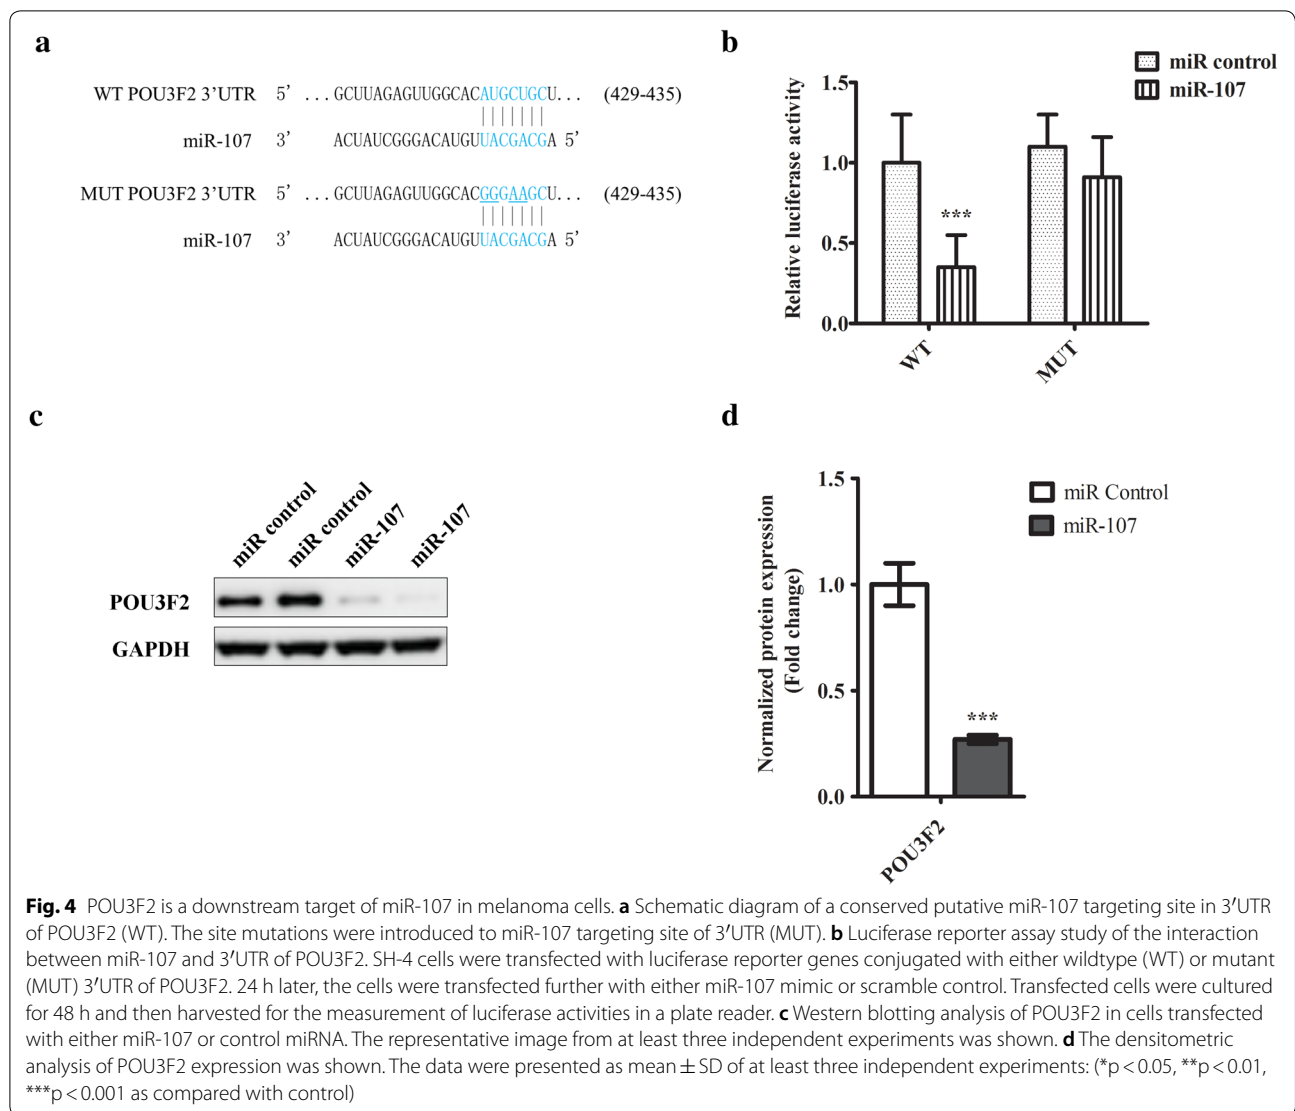 a
WT POU3F2 3'UTR 5' ...GCUUAGAGUUGGCACAUGCUGCU... (429-435)
miR-107 3' ACUAUCGGGACAUGUUACGACGA 5'
MUT POU3F2 3'UTR 5' ...GCUUAGAGUUGGCACGGGAAGCU... (429-435)
miR-107 3' ACUAUCGGGACAUGUUACGACGA 5'
b
miR control
miR-107
Relative luciferase activity
1.5
1.0
0.5
0.0
***
WT
MUT
c
miR control
miR control
miR-107
miR-107
POU3F2
GAPDH
d
miR Control
miR-107
Normalized protein expression
(Fold change)
1.5
1.0
0.5
0.0
***
POU3F2
Fig. 4 POU3F2 is a downstream target of miR-107 in melanoma cells. a Schematic diagram of a conserved putative miR-107 targeting site in 3′UTR
of POU3F2 (WT). The site mutations were introduced to miR-107 targeting site of 3′UTR (MUT). b Luciferase reporter assay study of the interaction
between miR-107 and 3′UTR of POU3F2. SH-4 cells were transfected with luciferase reporter genes conjugated with either wildtype (WT) or mutant
(MUT) 3′UTR of POU3F2. 24 h later, the cells were transfected further with either miR-107 mimic or scramble control. Transfected cells were cultured
for 48 h and then harvested for the measurement of luciferase activities in a plate reader. c Western blotting analysis of POU3F2 in cells transfected
with either miR-107 or control miRNA. The representative image from at least three independent experiments was shown. d The densitometric
analysis of POU3F2 expression was shown. The data were presented as mean ± SD of at least three independent experiments: (*p < 0.05, **p < 0.01,
***p < 0.001 as compared with control)